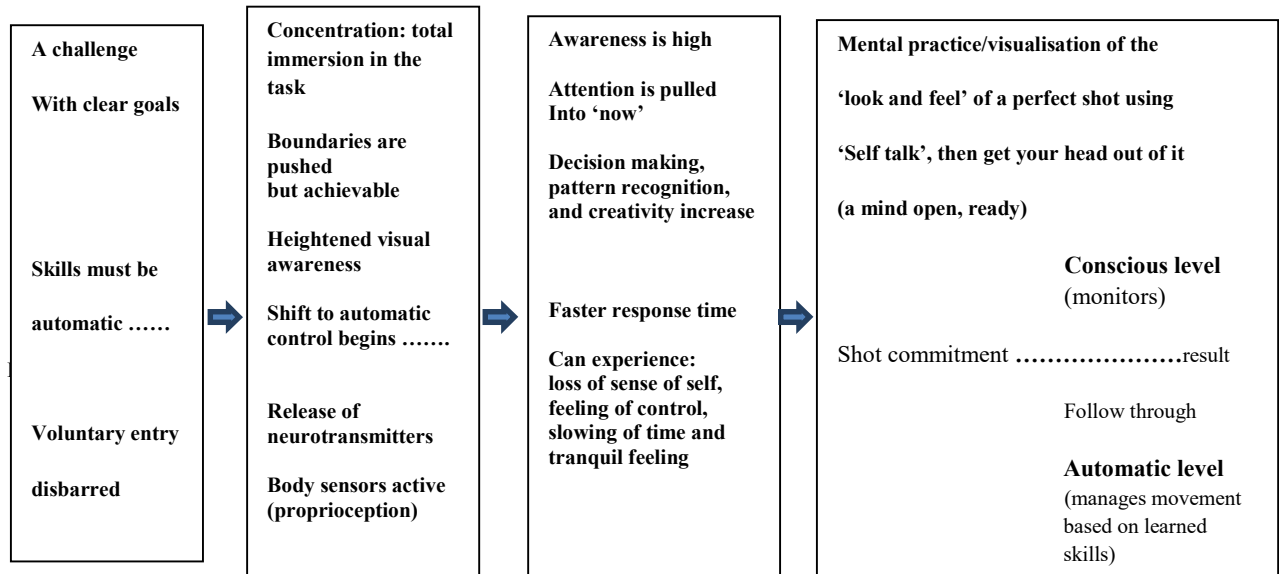 A challenge
With clear goals
Skills must be
automatic ……
Voluntary entry
disbarred
Concentration: total
immersion in the
task
Boundaries are
pushed
but achievable
Heightened visual
awareness
Shift to automatic
control begins …….
Release of
neurotransmitters
Body sensors active
(proprioception)
Awareness is high
Attention is pulled
Into ‘now’
Decision making,
pattern recognition,
and creativity increase
Faster response time
Can experience:
loss of sense of self,
feeling of control,
slowing of time and
tranquil feeling
Mental practice/visualisation of the
‘look and feel’ of a perfect shot using
‘Self talk’, then get your head out of it
(a mind open, ready)
Conscious level
(monitors)
Shot commitment …………………result
Follow through
Automatic level
(manages movement
based on learned
skills)